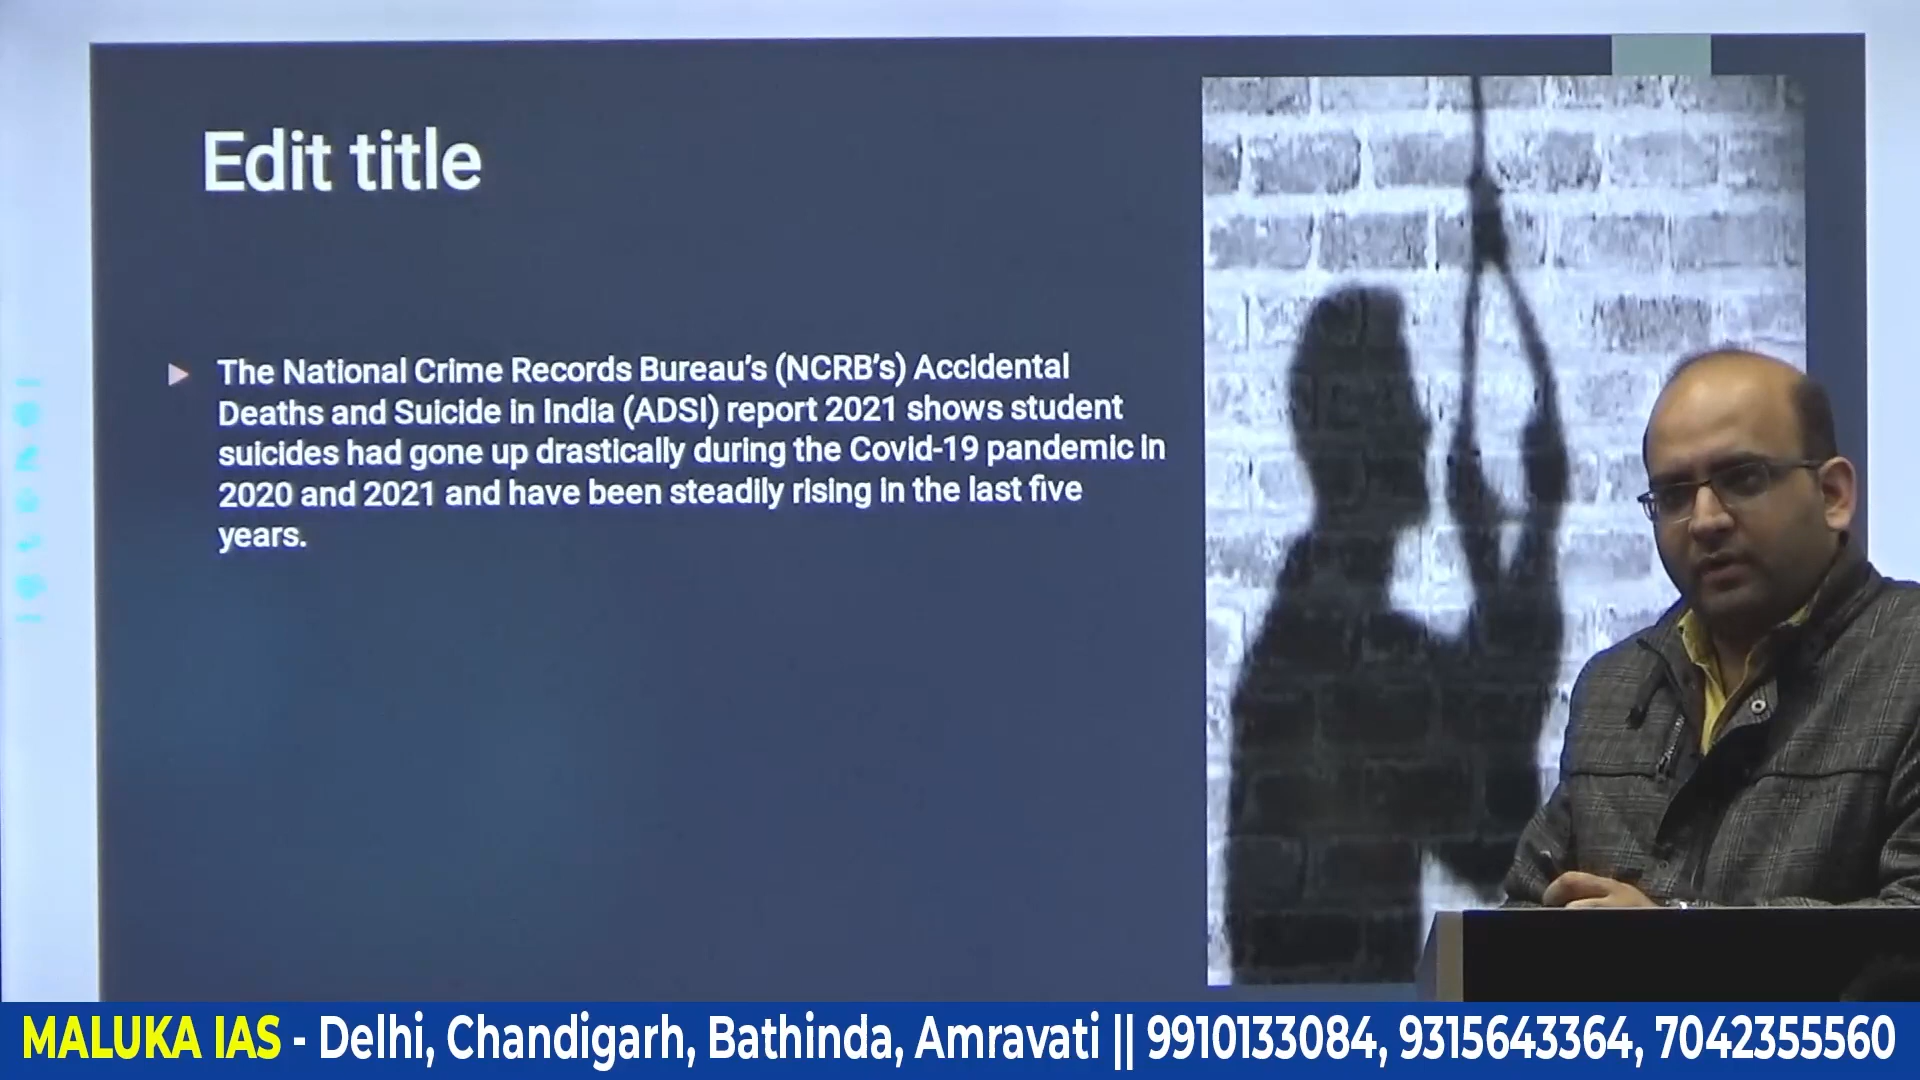 Edit title
The National Crime Records Bureau's (NCRB's) Accidental
Deaths and Suicide in India (ADSI) report 2021 shows student
suicides had gone up drastically during the Covid-19 pandemic in
2020 and 2021 and have been steadily rising in the last five
years.
MALUKA IAS - Delhi, Chandigarh, Bathinda, Amravati || 9910133084, 9315643364, 7042355560